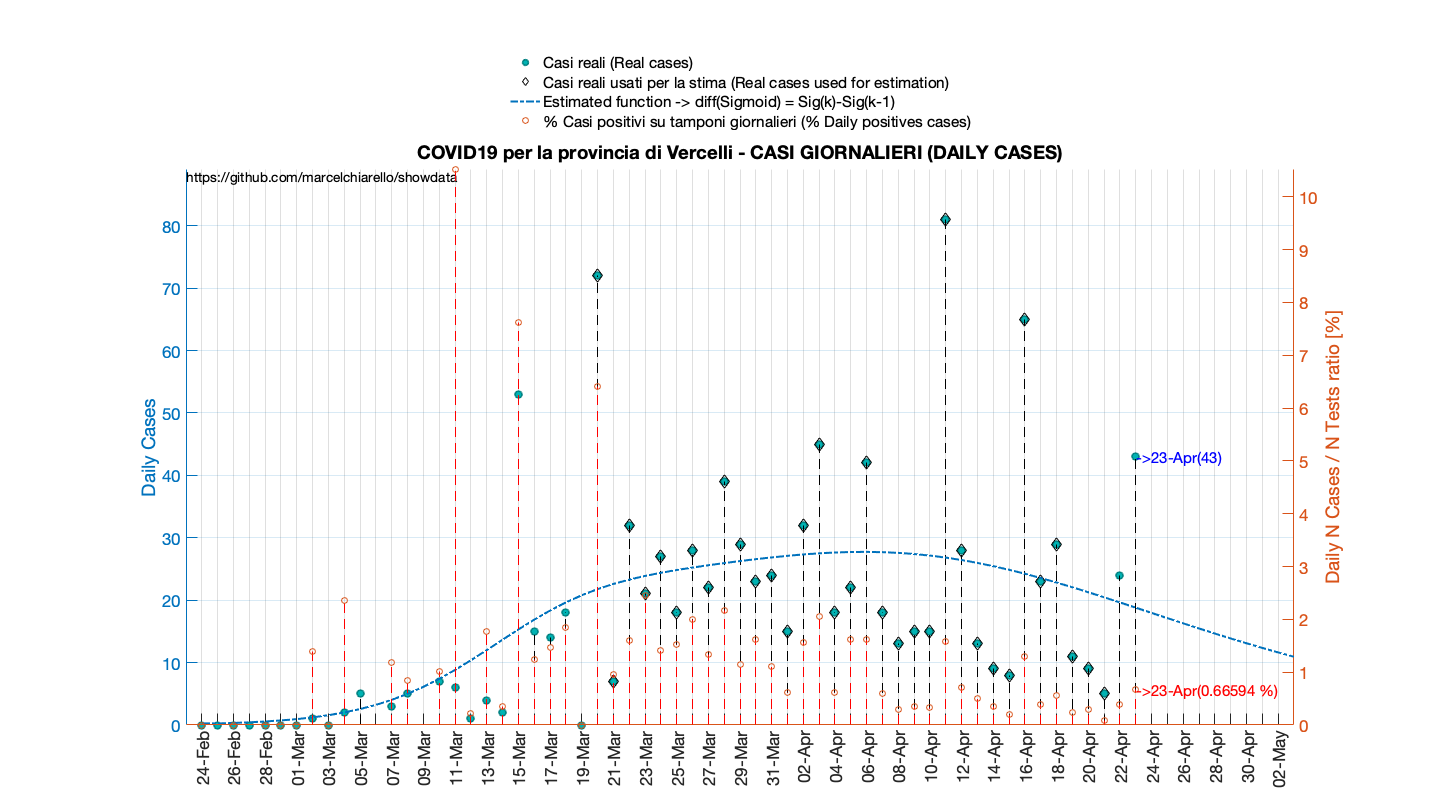 Casi reali (Real cases)
Casi reali usati per la stima (Real cases used for estimation)
Estimated function -> diff(Sigmoid) = Sig(k)-Sig(k-1)
% Casi positivi su tamponi giornalieri (% Daily positives cases)
COVID19 per la provincia di Vercelli - CASI GIORNALIERI (DAILY CASES)
https://github.com/marcelchiarello/showdata
Daily Cases
80
70
60
50
40
30
20
10
0
->23-Apr(43)
->23-Apr(0.66594 %)
10
9
8
7
6
5
4
3
2
1
0
Daily N Cases / N Tests ratio [%]
24-Feb
26-Feb
28-Feb
01-Mar
03-Mar
05-Mar
07-Mar
09-Mar
11-Mar
13-Mar
15-Mar
17-Mar
19-Mar
21-Mar
23-Mar
25-Mar
27-Mar
29-Mar
31-Mar
02-Apr
04-Apr
06-Apr
08-Apr
10-Apr
12-Apr
14-Apr
16-Apr
18-Apr
20-Apr
22-Apr
24-Apr
26-Apr
28-Apr
30-Apr
02-May